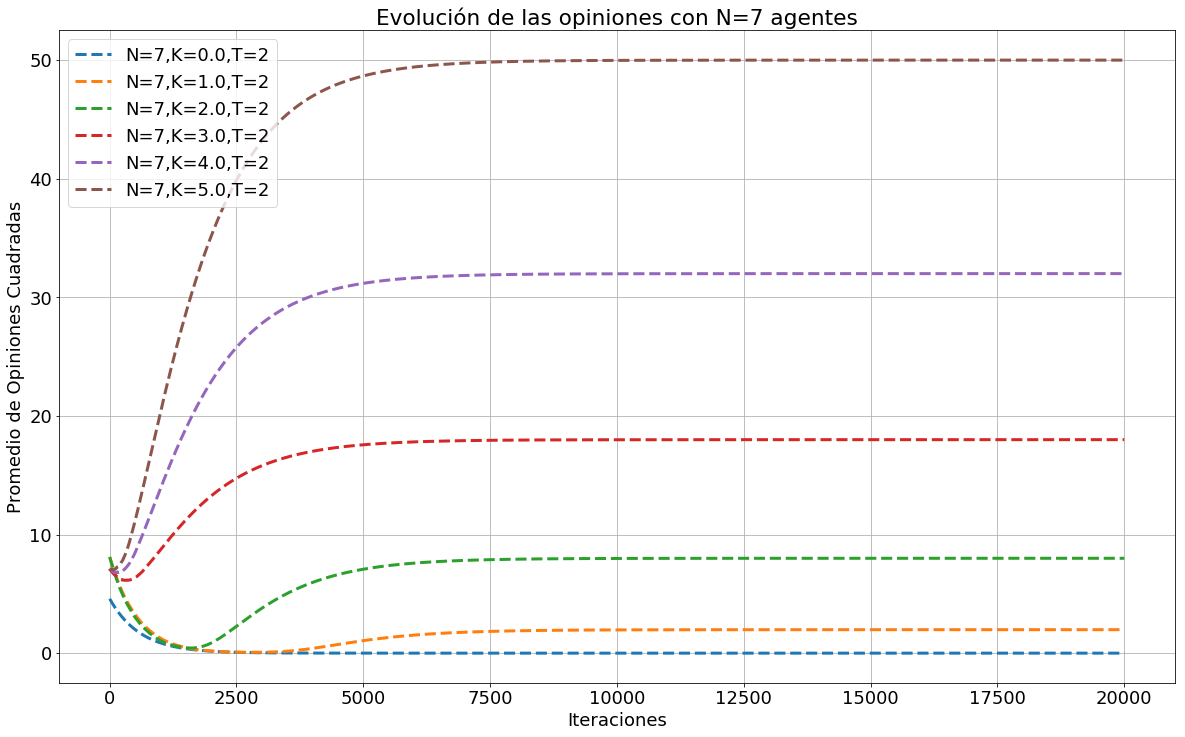 Evolución de las opiniones con N=7 agentes
N=7,K=0.0,T=2
N=7,K=1.0,T=2
N=7,K=2.0,T=2
N=7,K=3.0,T=2
N=7,K=4.0,T=2
N=7,K=5.0,T=2
Promedio de Opiniones Cuadradas
50
40
30
20
10
0
0 2500 5000 7500 10000 12500 15000 17500 20000
Iteraciones